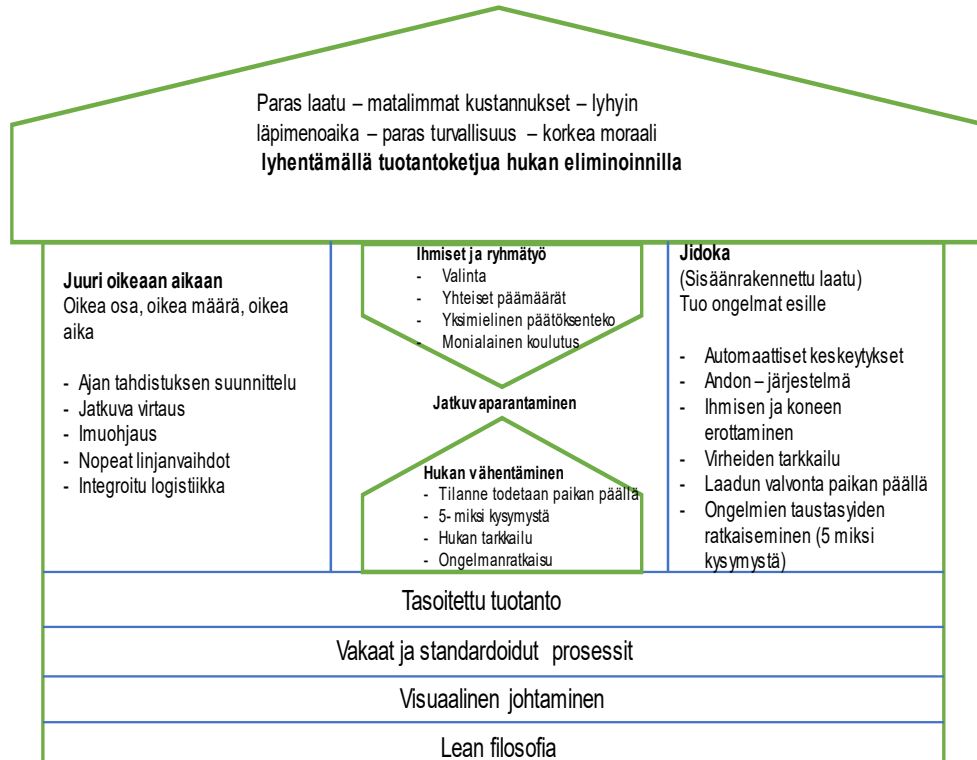 Paras laatu – matalimmat kustannukset – lyhyin
läpimenoaika – paras turvallisuus – korkea moraali
lyhentämällä tuotantoketjua hukan eliminoinnilla
Juuri oikeaan aikaan
Oikea osa, oikea määrä, oikea
aika
- Ajan tahdistuksen suunnittelu
- Jatkuva virtaus
- Imuohjaus
- Nopeat linjanvaihdot
- Integroitu logistiikka
Ihmiset ja ryhmätyö
- Valinta
- Yhteiset päämäärät
- Yksimielinen päätöksenteko
- Monialainen koulutus
Jatkuva parantaminen
Hukan vähentäminen
- Tilanne todetaan paikan päällä
- 5- miksi kysymystä
- Hukan tarkkailu
- Ongelmanratkaisu
Jidoka
(Sisäänrakennettu laatu)
Tuo ongelmat esille
- Automaattiset keskeytykset
- Andon – järjestelmä
- Ihmisen ja koneen
erottaminen
- Virheiden tarkkailu
- Laadun valvonta paikan päällä
- Ongelmien taustasyiden
ratkaiseminen (5 miksi
kysymystä)
Tasoitettu tuotanto
Vakaat ja standardoidut prosessit
Visuaalinen johtaminen
Lean filosofia